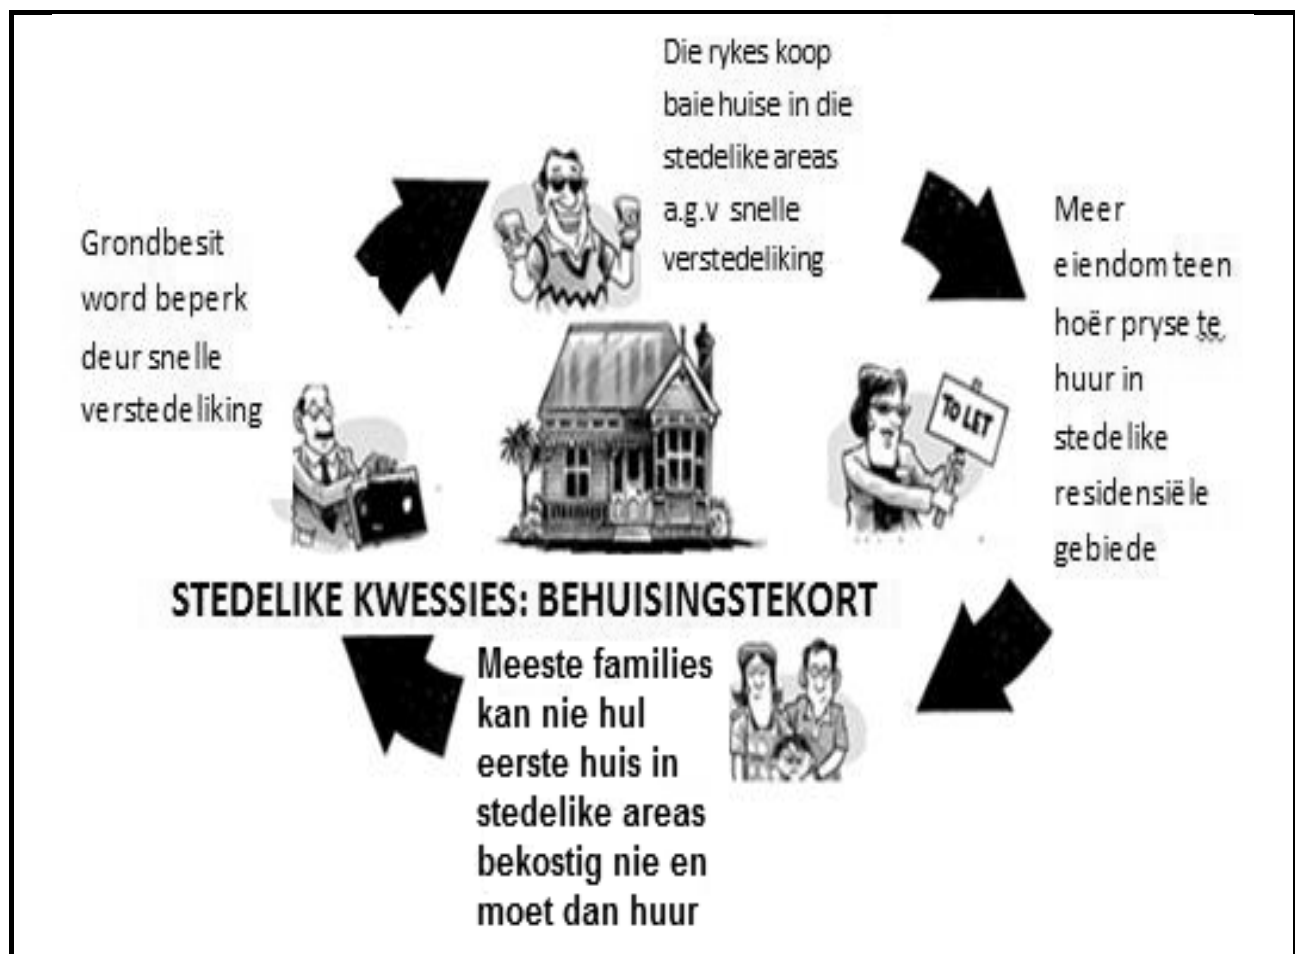 Die rykes koop
baie huise in die
stedelike areas
a.g.v snelle
verstedeliking
Grondbesit
word beperk
deur snelle
verstedeliking
Meer
eiendom teen
hoër pryse te
huur in
stedelike
residensiële
gebiede
TO LET
STEDELIKE KWESSIES: BEHUISINGSTEKORT
Meeste families
kan nie hul
eerste huis in
stedelike areas
bekostig nie en
moet dan huur